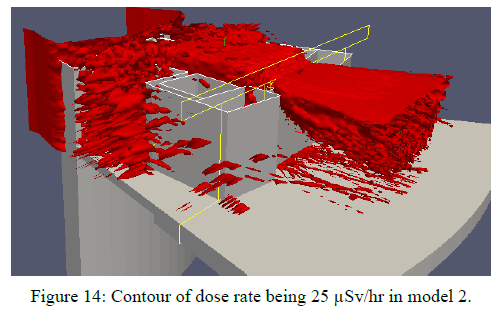 Figure 14: Contour of dose rate being 25 µSv/hr in model 2.